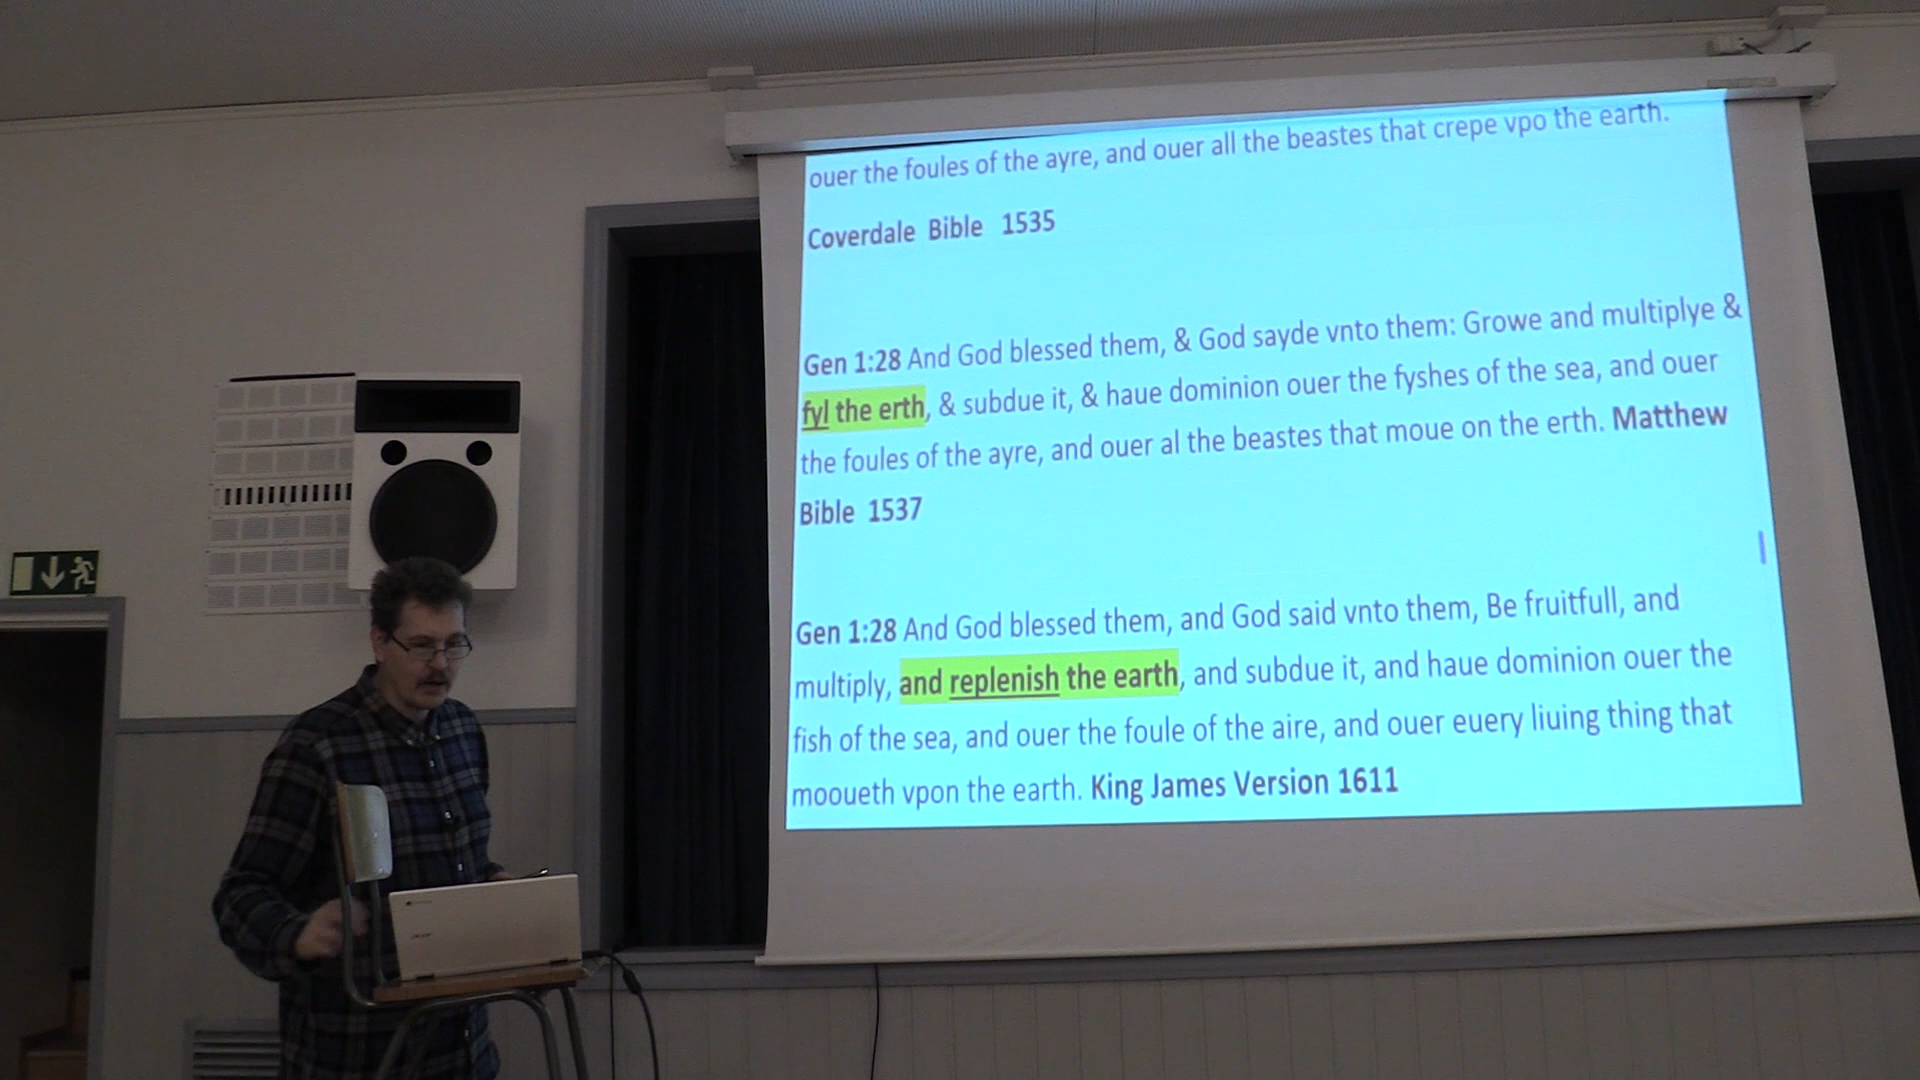 ouer the foules of the ayre, and ouer all the beastes that crepe vpo the earth.
Coverdale Bible 1535
Gen 1:28 And God blessed them, & God sayde vnto them: Growe and multiplye &
fyl the erth, & subdue it, & haue dominion ouer the fyshes of the sea, and ouer
the foules of the ayre, and ouer al the beastes that moue on the erth. Matthew
Bible 1537
Gen 1:28 And God blessed them, and God said vnto them, Be fruitfull, and
multiply, and replenish the earth, and subdue it, and haue dominion ouer the
fish of the sea, and ouer the foule of the aire, and ouer euery liuing thing that
mooueth vpon the earth. King James Version 1611
acer